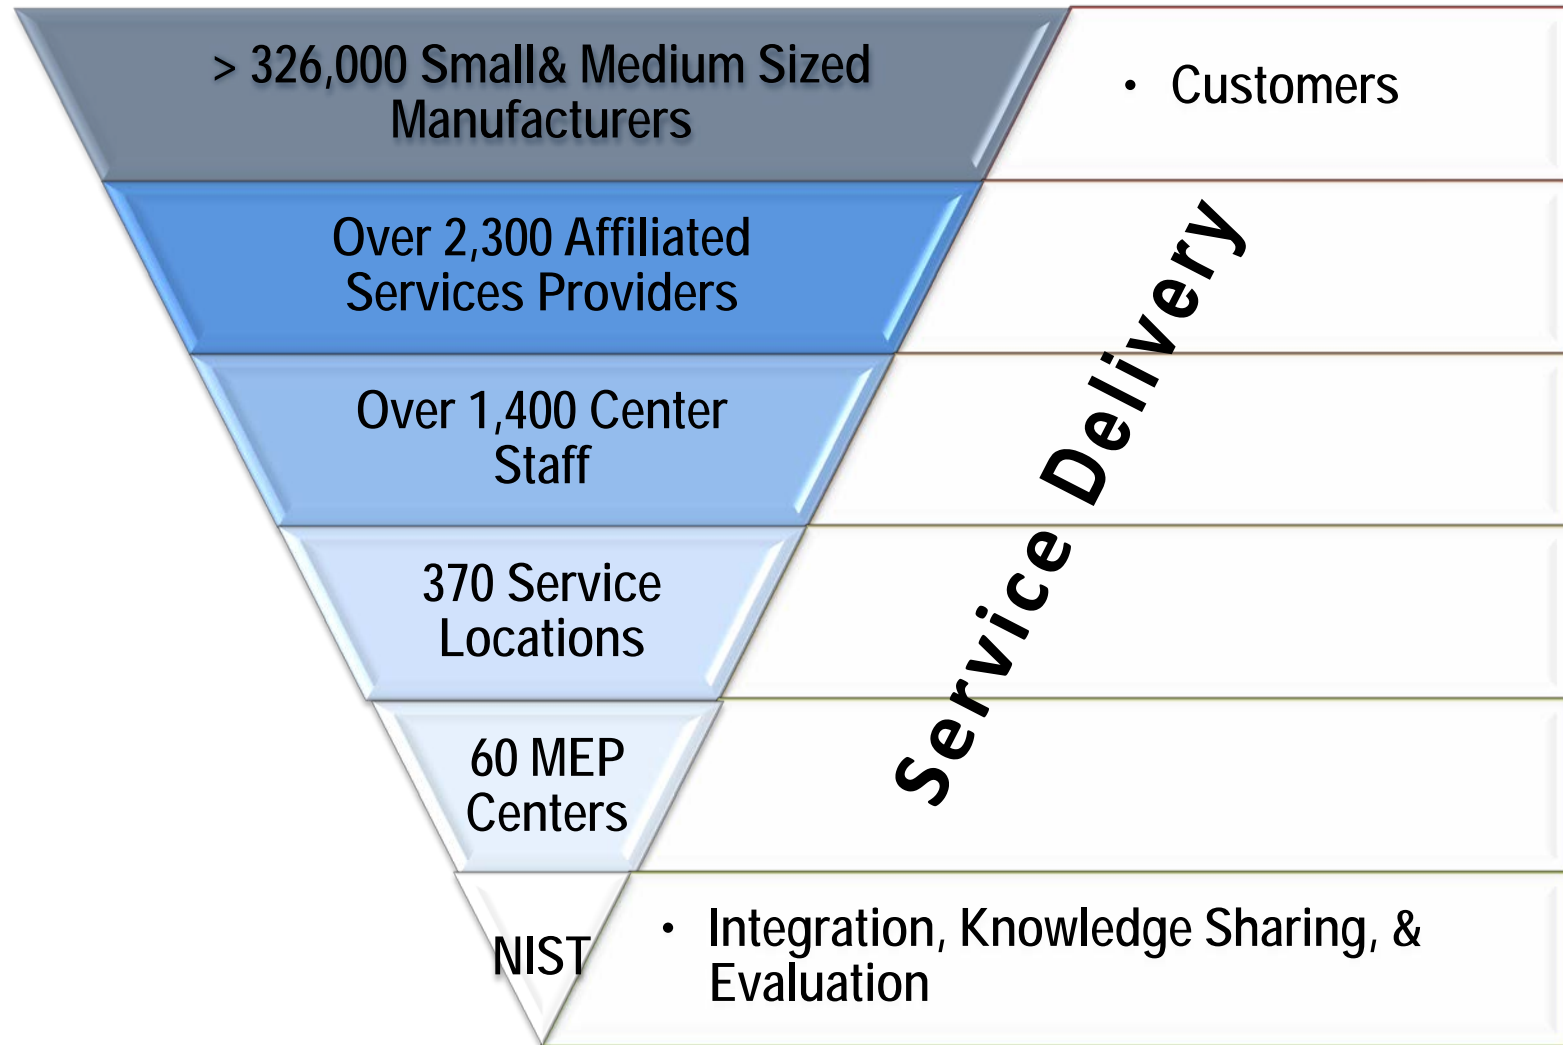 > 326,000 Small& Medium Sized
Manufacturers
• Customers
Over 2,300 Affiliated
Services Providers
Over 1,400 Center
Staff
370 Service
Locations
60 MEP
Centers
Service Delivery
NIST
• Integration, Knowledge Sharing, &
Evaluation